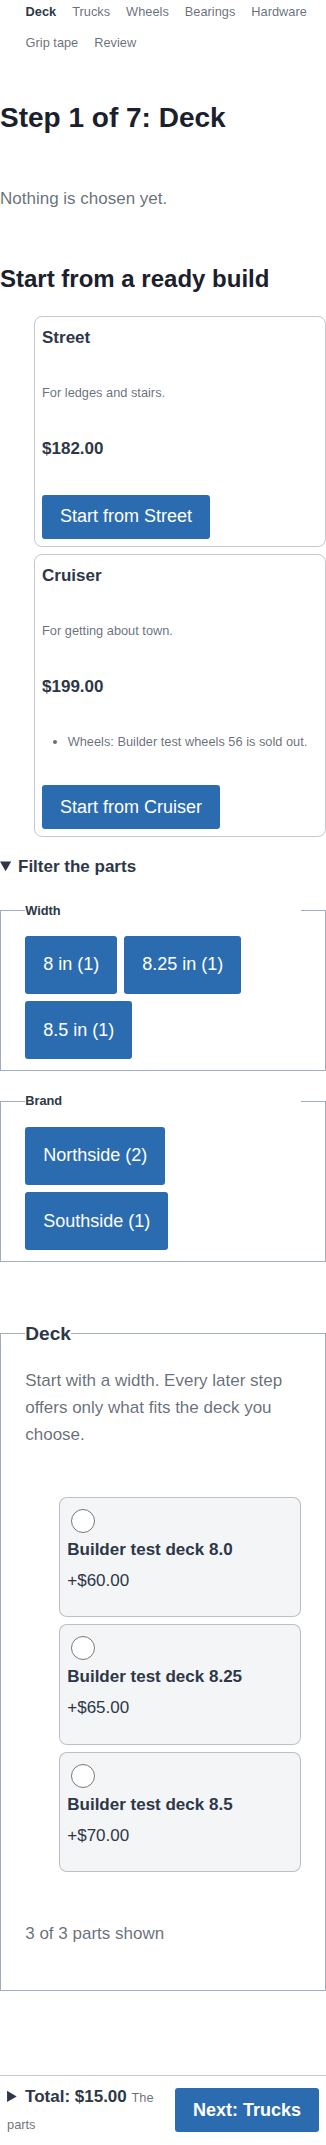 Deck Trucks Wheels Bearings Hardware
Grip tape Review
Step 1 of 7: Deck
Nothing is chosen yet.
Start from a ready build
Street
For ledges and stairs.
$182.00
Start from Street
Cruiser
For getting about town.
$199.00
• Wheels: Builder test wheels 56 is sold out.
Start from Cruiser
▼ Filter the parts
Width
8 in (1) 8.25 in (1)
8.5 in (1)
Brand
Northside (2)
Southside (1)
Deck
Start with a width. Every later step
offers only what fits the deck you
choose.
Builder test deck 8.0
+$60.00
Builder test deck 8.25
+$65.00
Builder test deck 8.5
+$70.00
3 of 3 parts shown
▶ Total: $15.00 The
parts
Next: Trucks